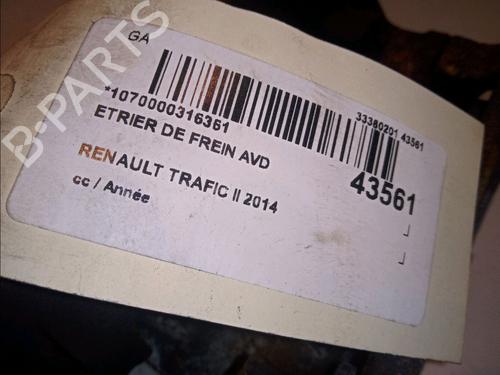 GA
B-PARTS
*1070000316361
33360201 43561
ETRIER DE FREIN AVD
43561
RENAULT TRAFIC II 2014
cc / Année